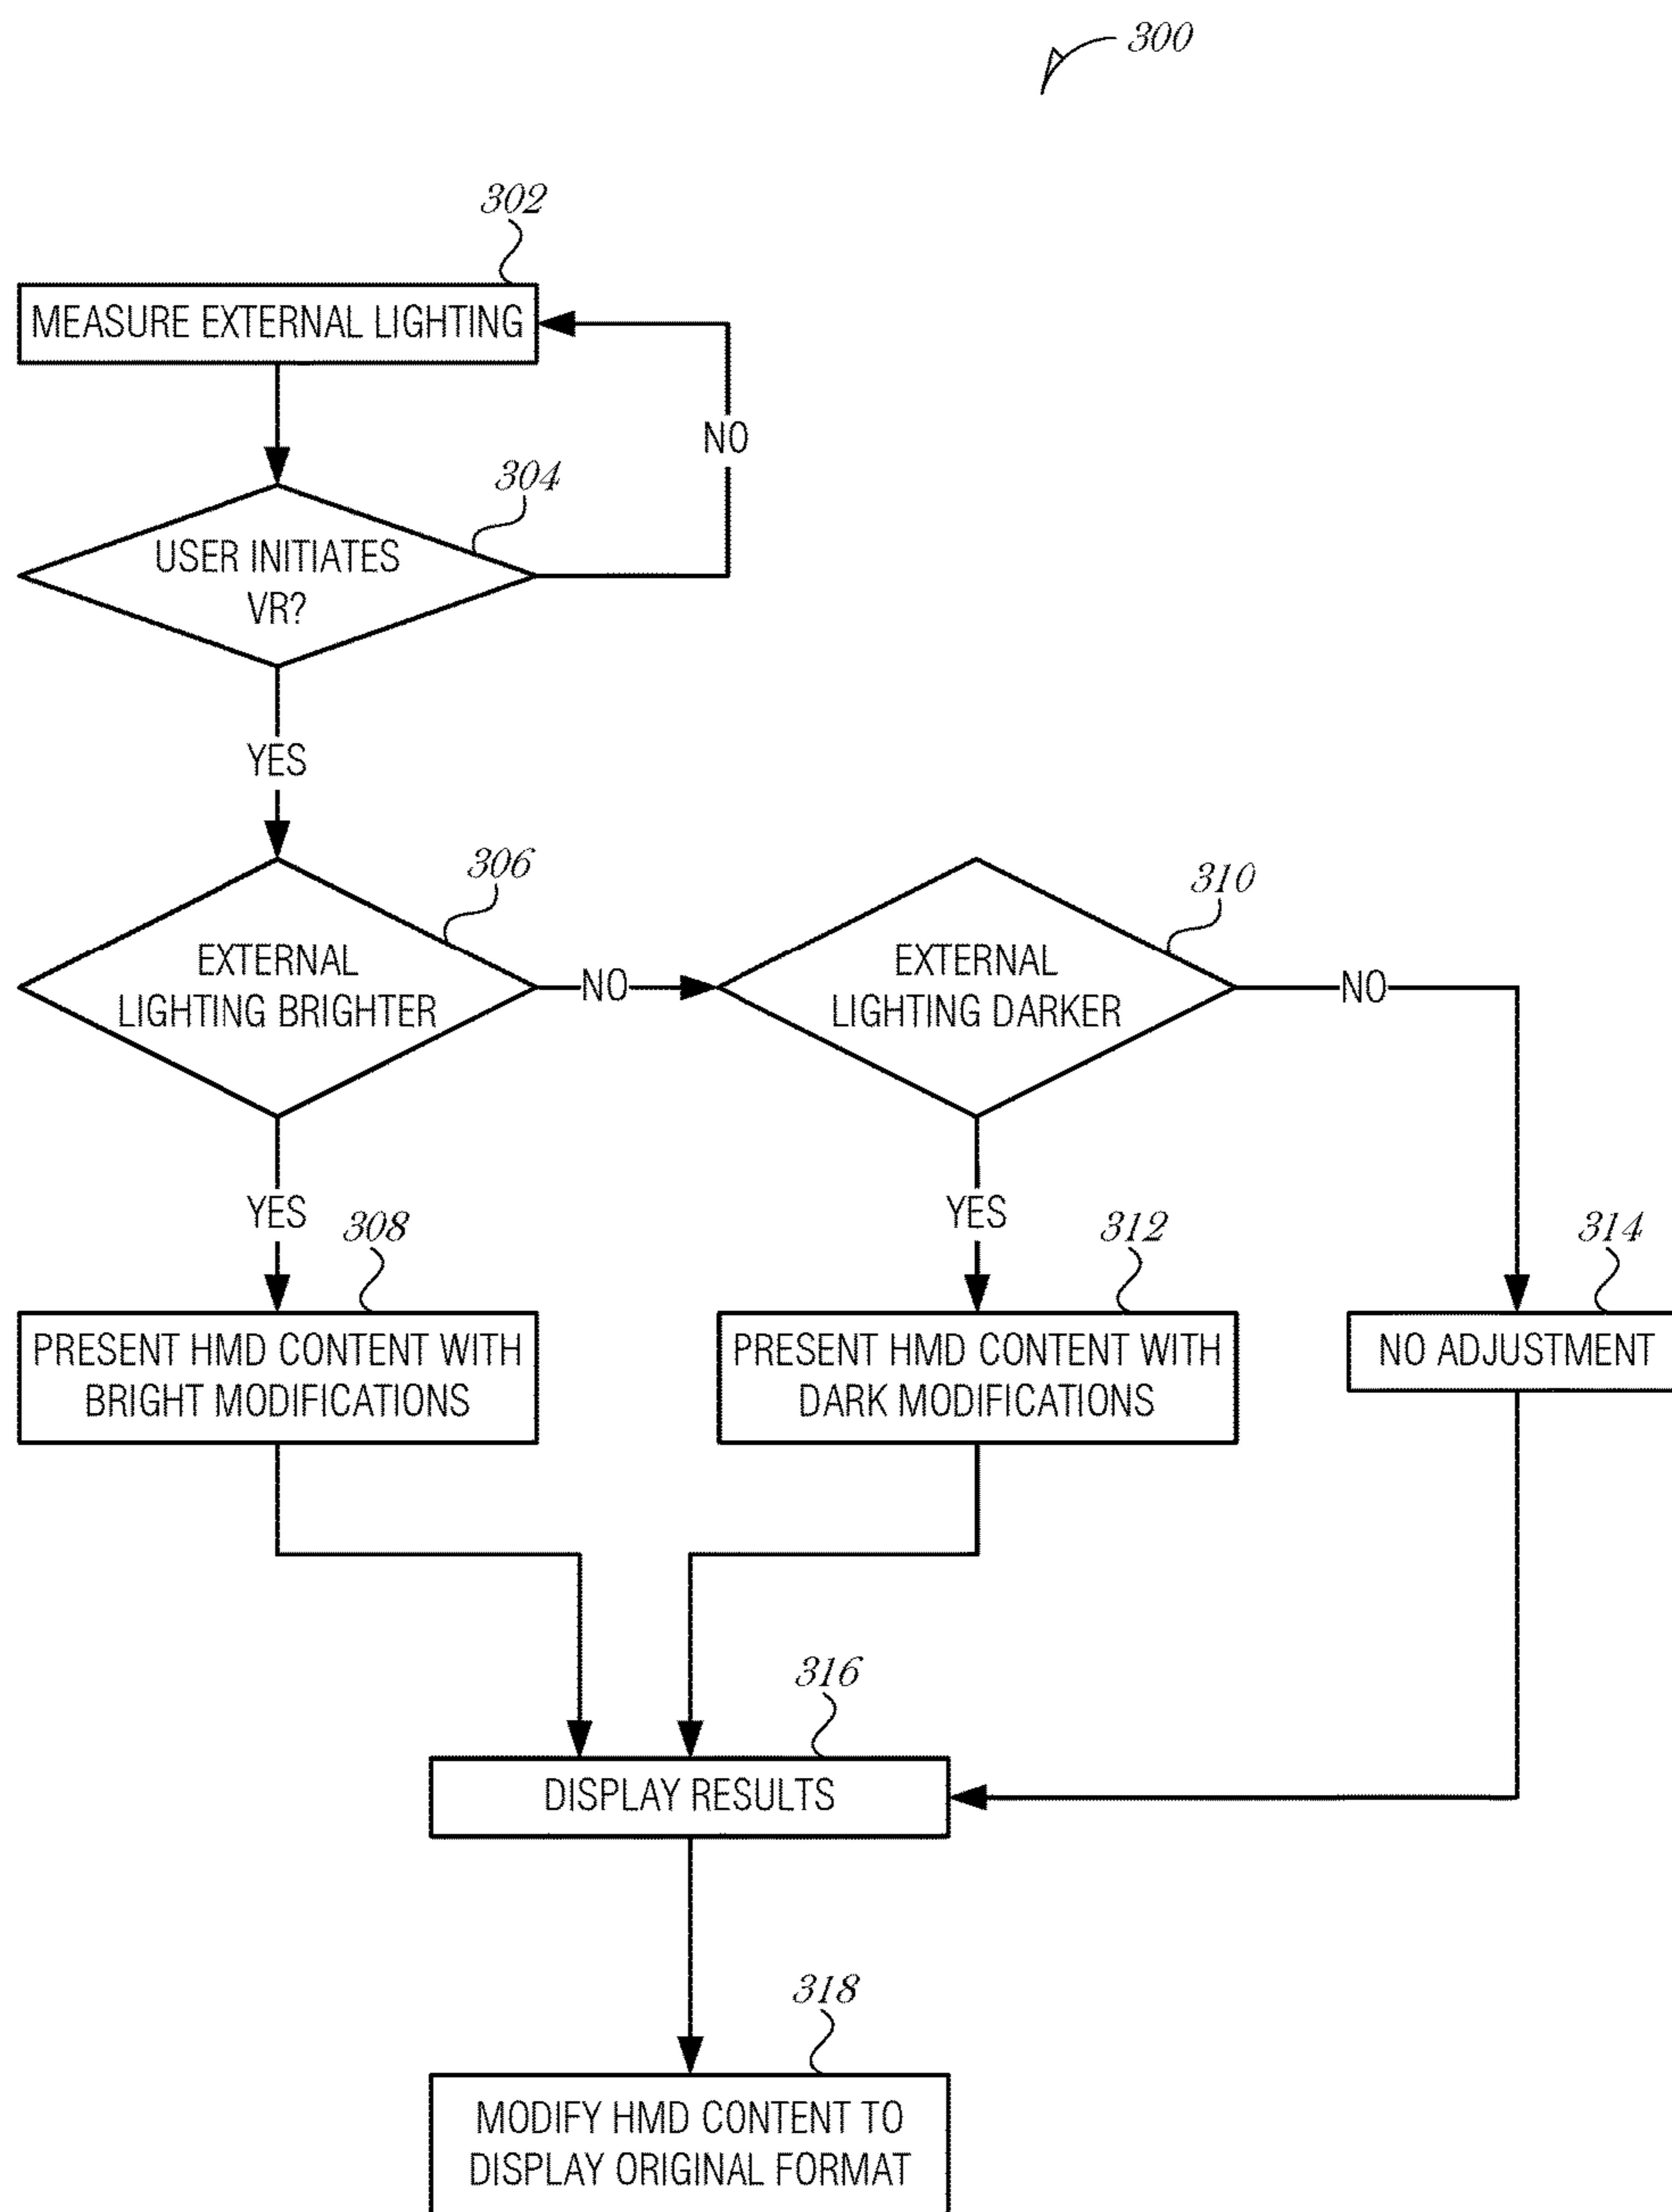 300
302
MEASURE EXTERNAL LIGHTING
NO
304
USER INITIATES
VR?
YES
306
EXTERNAL
LIGHTING BRIGHTER
NO
310
EXTERNAL
LIGHTING DARKER
NO
YES
308
PRESENT HMD CONTENT WITH
BRIGHT MODIFICATIONS
YES
312
PRESENT HMD CONTENT WITH
DARK MODIFICATIONS
314
NO ADJUSTMENT
316
DISPLAY RESULTS
318
MODIFY HMD CONTENT TO
DISPLAY ORIGINAL FORMAT